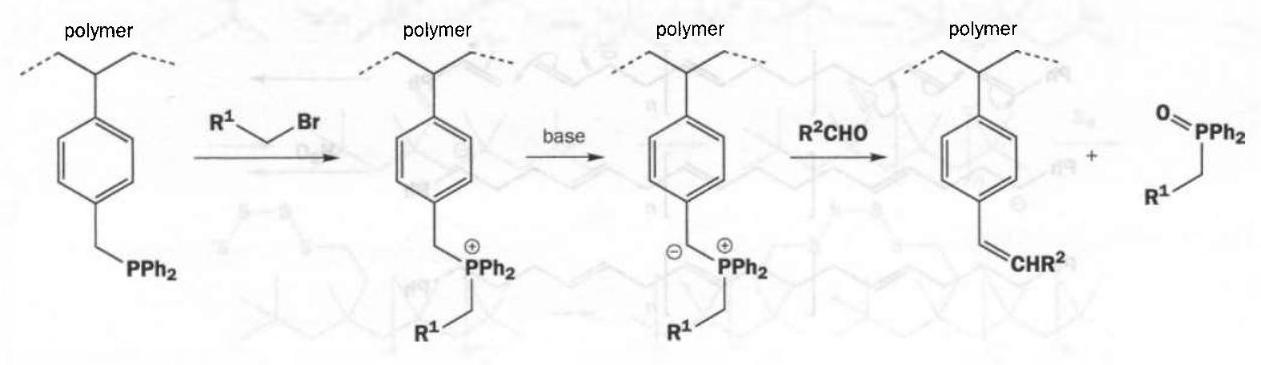 polymer polymer polymer polymer
R¹ Br
base
R²CHO
+
O
PPh₂
R¹
PPh₂
⊕
PPh₂
R¹
⊖ ⊕
PPh₂
R¹
CHR²